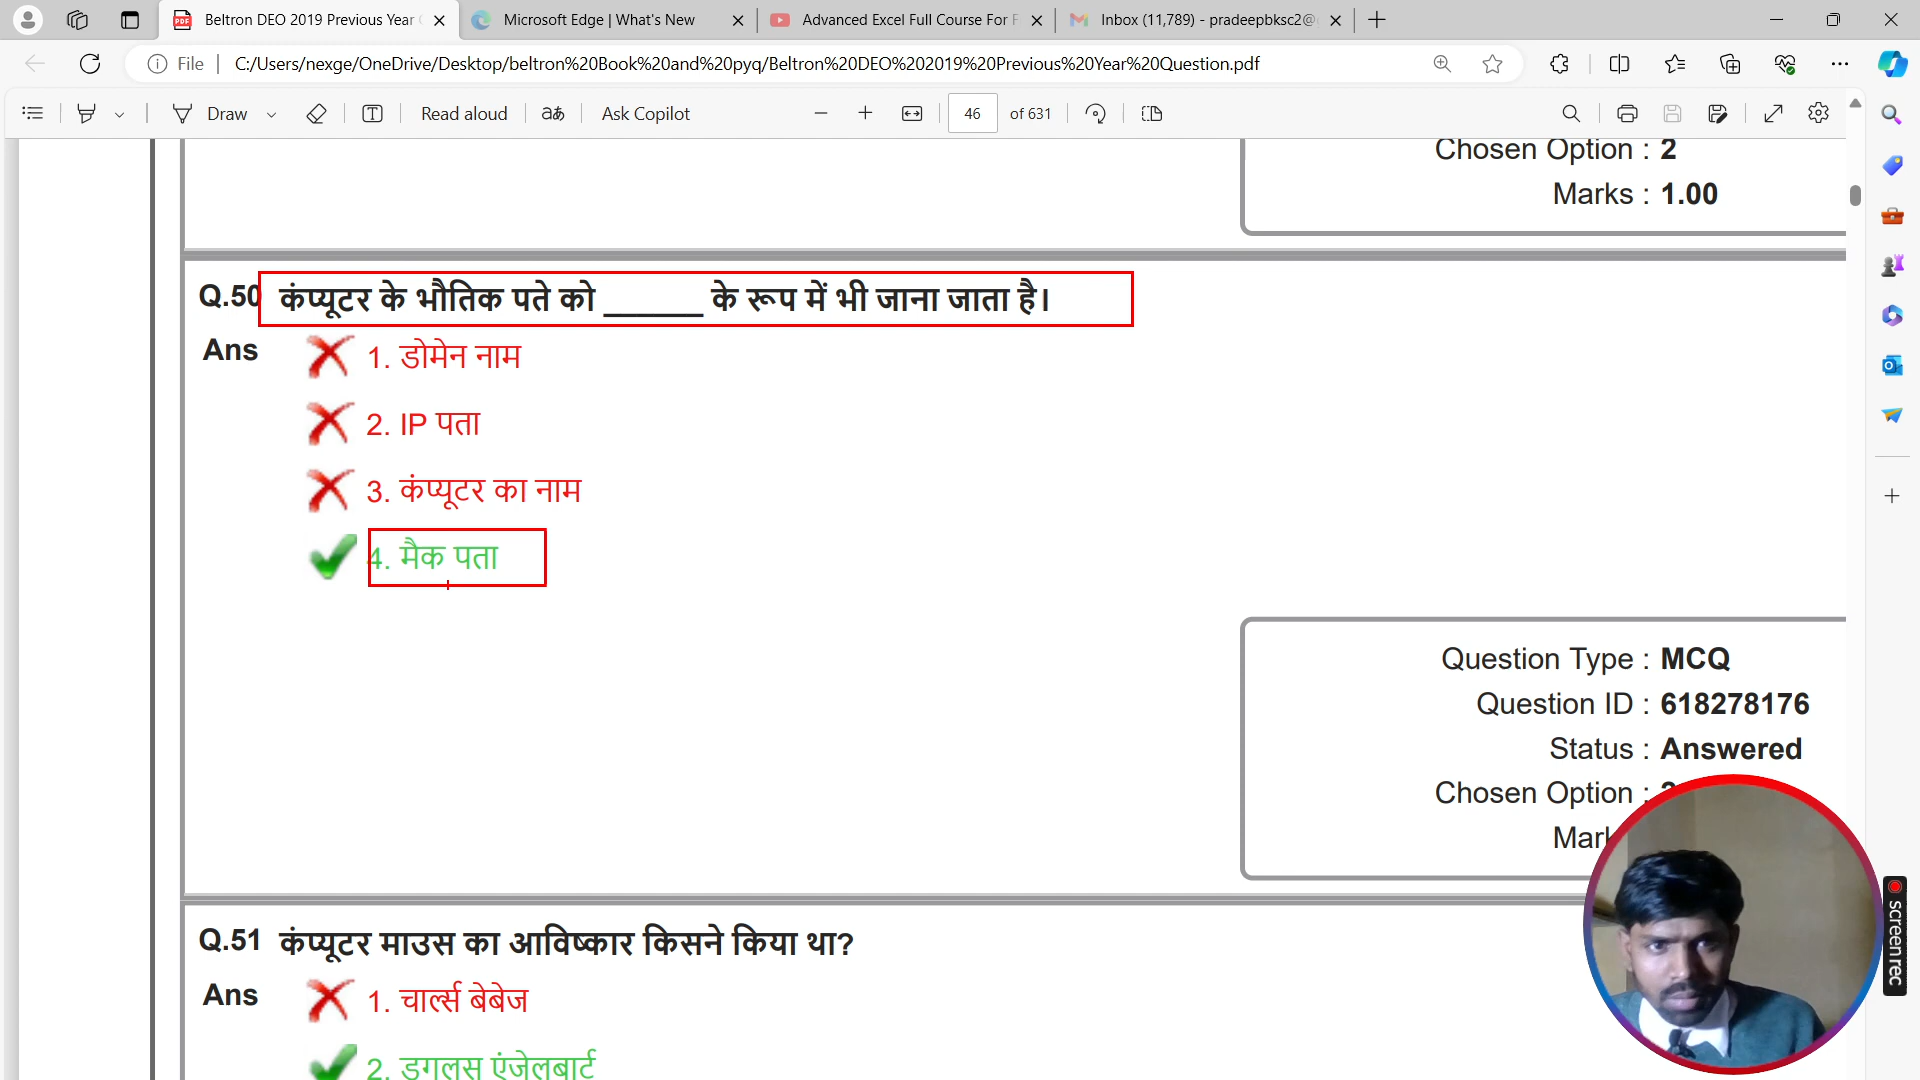 Beltron DEO 2019 Previous Year
Microsoft Edge | What's New
Advanced Excel Full Course For F
Inbox (11,789) - pradeepbksc2@
File
C:/Users/nexge/OneDrive/Desktop/beltron%20Book%20and%20pyq/Beltron%20DEO%202019%20Previous%20Year%20Question.pdf
Draw
Read aloud
aあ
Ask Copilot
46 of 631
Chosen Option : 2
Marks : 1.00
Q.50 कंप्यूटर के भौतिक पते को ______ के रूप में भी जाना जाता है।
Ans
1. डोमेन नाम
2. IP पता
3. कंप्यूटर का नाम
4. मैक पता
Question Type : MCQ
Question ID : 618278176
Status : Answered
Chosen Option :
Q.51 कंप्यूटर माउस का आविष्कार किसने किया था?
Ans
1. चार्ल्स बेबेज
2. डगलस एंजेलबार्ट
screenrec